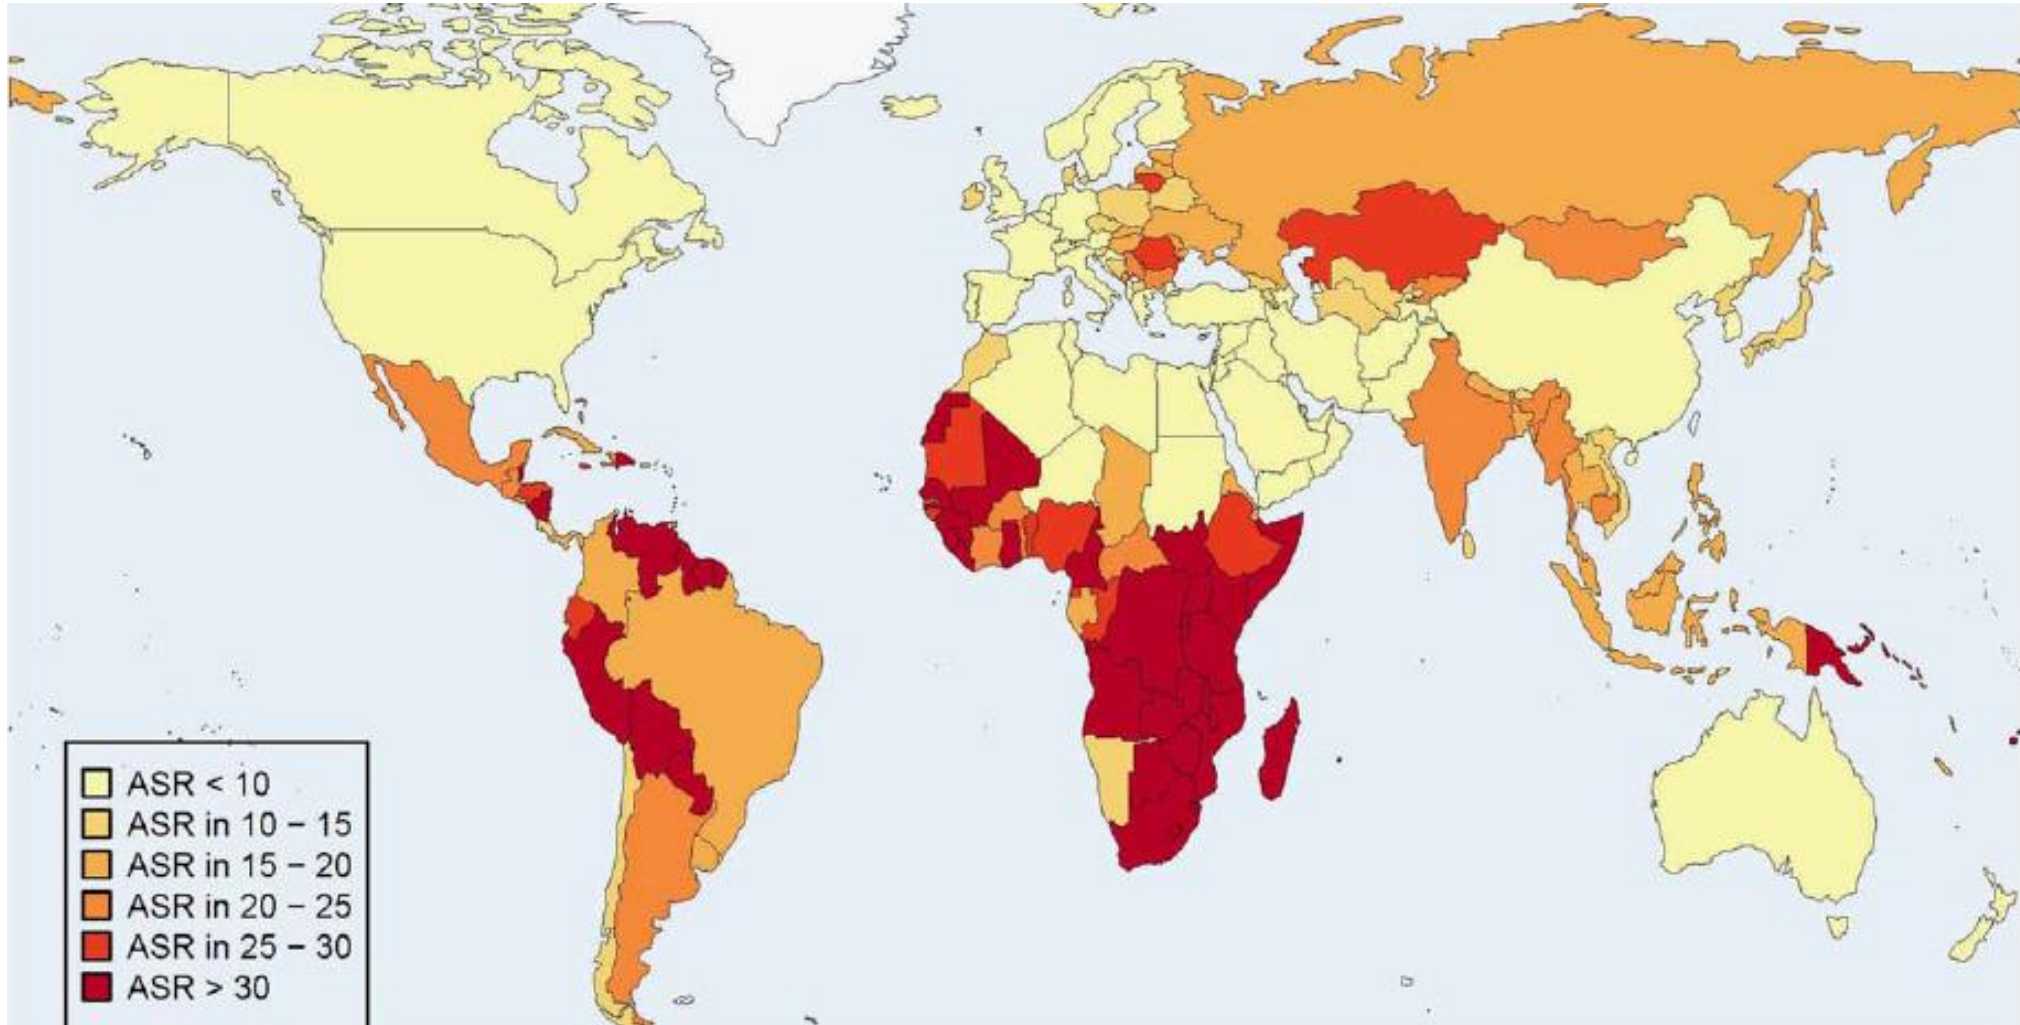 ASR < 10
ASR in 10 – 15
ASR in 15 – 20
ASR in 20 – 25
ASR in 25 – 30
ASR > 30